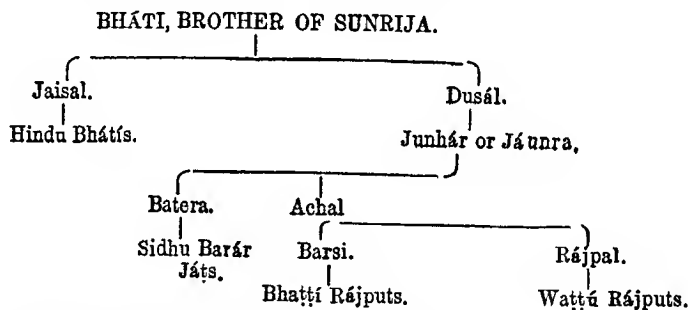 BHÁTI, BROTHER OF SUNRIJA.
Jaisal. Dusál.
Hindu Bhátís. Junhár or Jáunra,
Batera. Achal
Sidhu Barár Barsi. Rájpal.
Játs.
Bhaṭṭí Rájputs. Waṭṭú Rájputs.